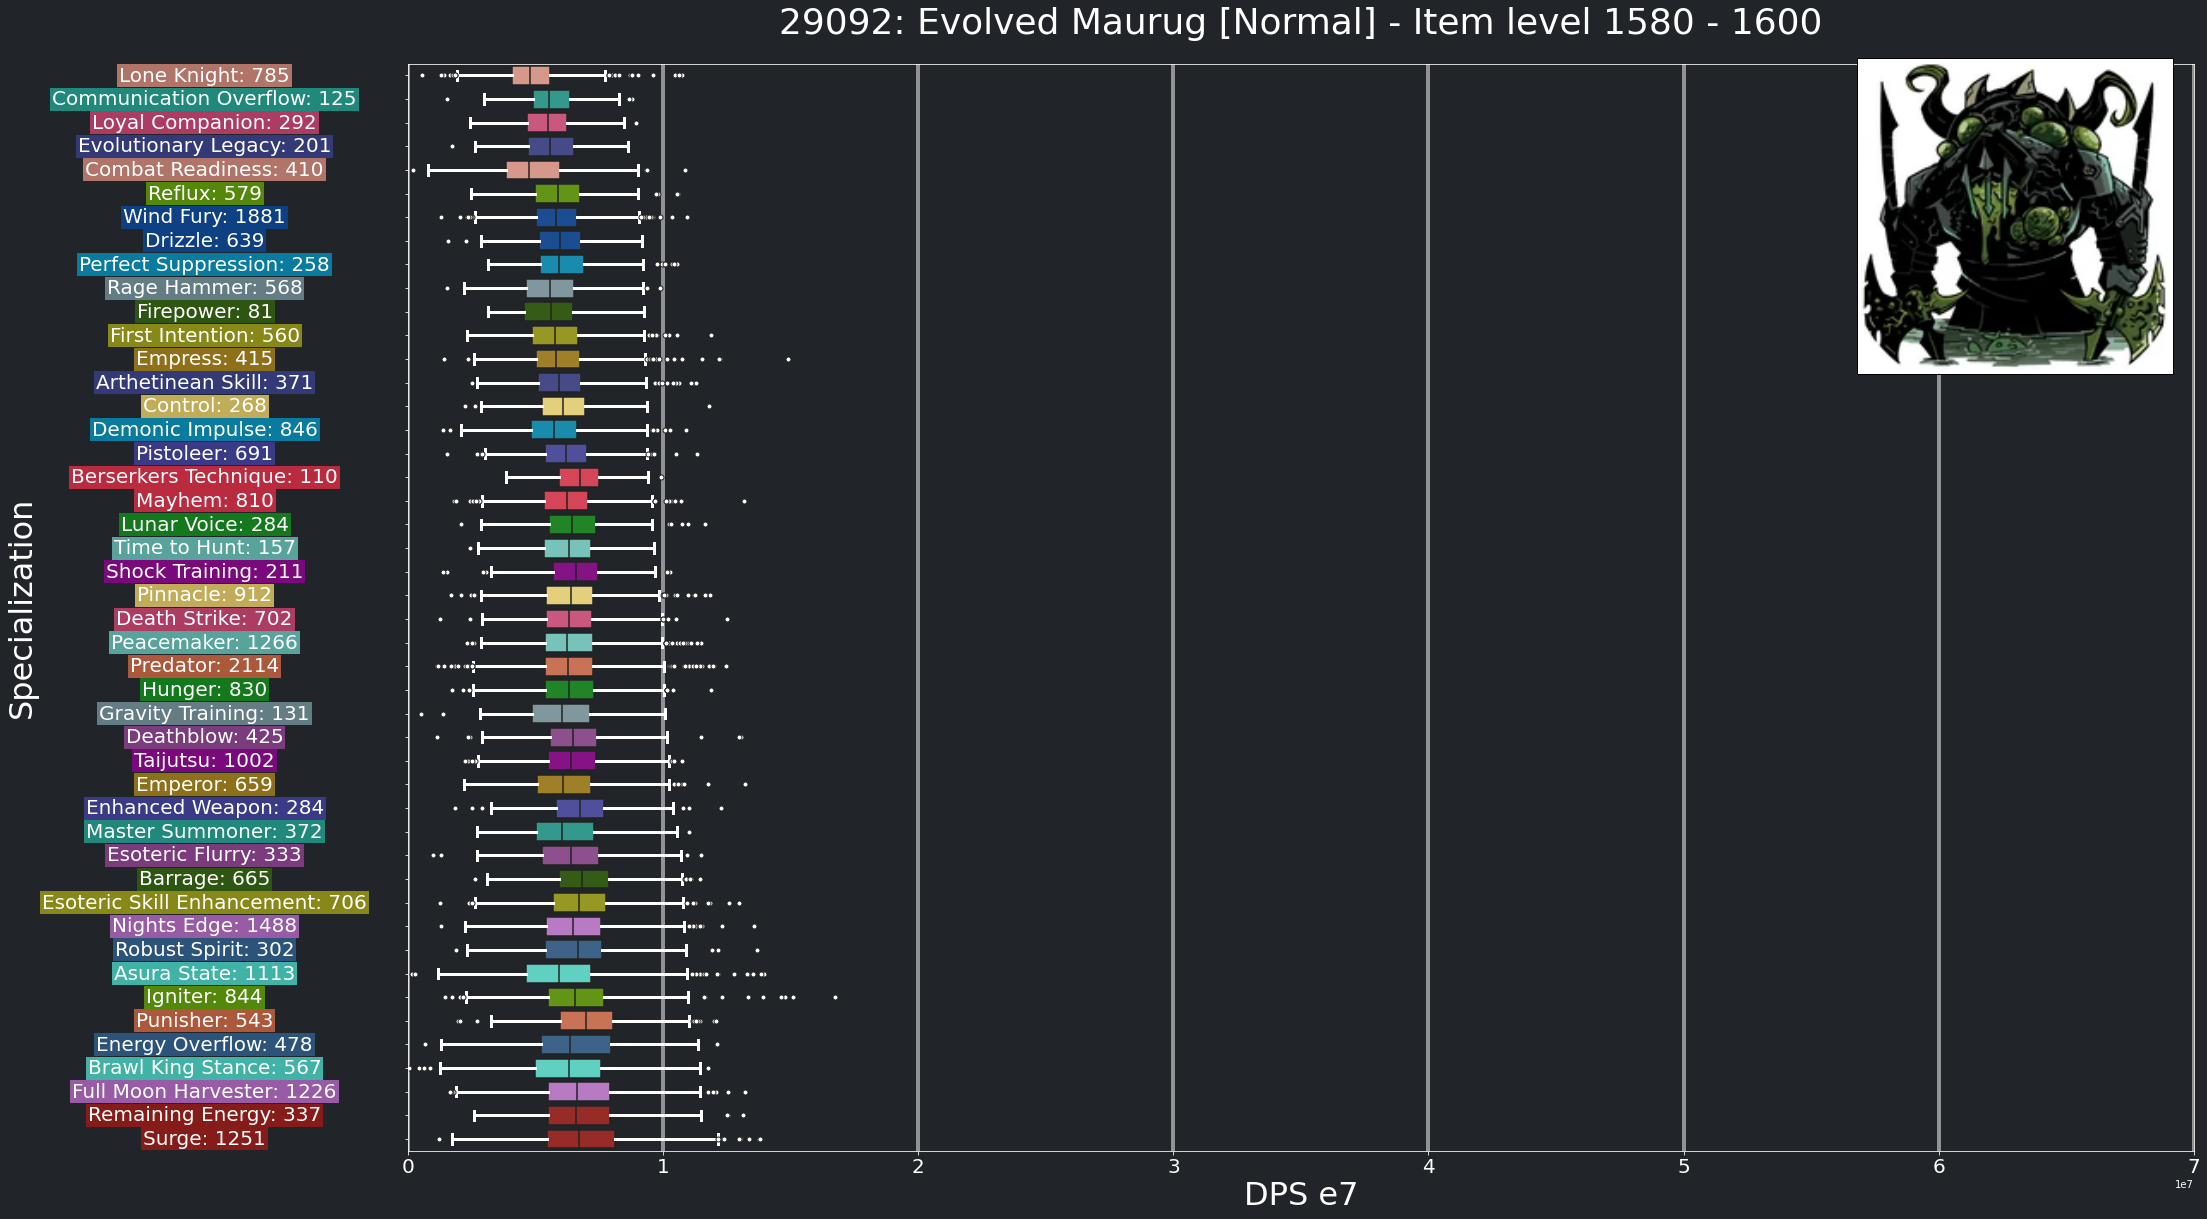 29092: Evolved Maurug [Normal] - Item level 1580 - 1600
Lone Knight: 785
Communication Overflow: 125
Loyal Companion: 292
Evolutionary Legacy: 201
Combat Readiness: 410
Reflux: 579
Wind Fury: 1881
Drizzle: 639
Perfect Suppression: 258
Rage Hammer: 568
Firepower: 81
First Intention: 560
Empress: 415
Arthetinean Skill: 371
Control: 268
Demonic Impulse: 846
Pistoleer: 691
Berserkers Technique: 110
Mayhem: 810
Lunar Voice: 284
Time to Hunt: 157
Shock Training: 211
Pinnacle: 912
Death Strike: 702
Peacemaker: 1266
Predator: 2114
Hunger: 830
Gravity Training: 131
Deathblow: 425
Taijutsu: 1002
Emperor: 659
Enhanced Weapon: 284
Master Summoner: 372
Esoteric Flurry: 333
Barrage: 665
Esoteric Skill Enhancement: 706
Nights Edge: 1488
Robust Spirit: 302
Asura State: 1113
Igniter: 844
Punisher: 543
Energy Overflow: 478
Brawl King Stance: 567
Full Moon Harvester: 1226
Remaining Energy: 337
Surge: 1251
Specialization
0 1 2 3 4 5 6 7
1e7
DPS e7